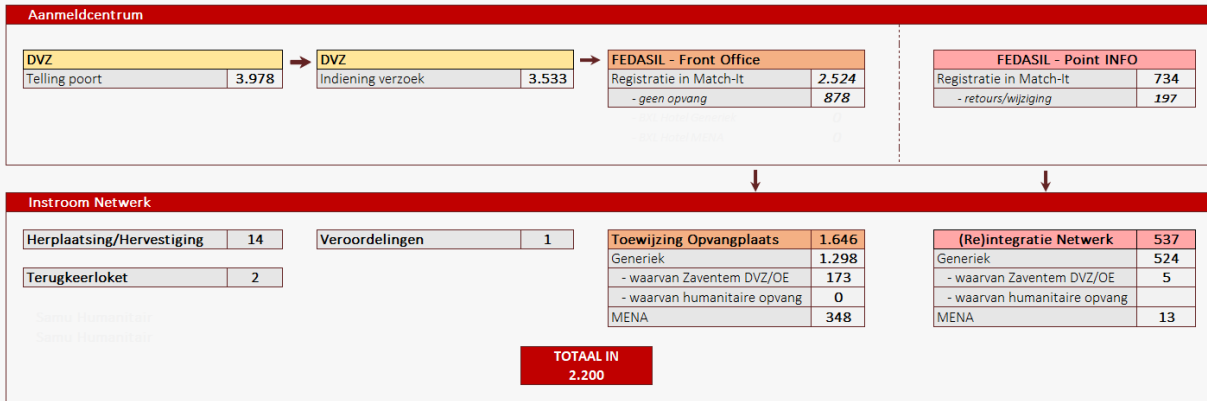 Aanmeldcentrum
DVZ
Telling poort 3.978
DVZ
Indiening verzoek 3.533
FEDASIL - Front Office
Registratie in Match-It 2.524
- geen opvang 878
FEDASIL - Point INFO
Registratie in Match-It 734
- retours/wijziging 197
Instroom Netwerk
Herplaatsing/Hervestiging 14
Terugkeerloket 2
Veroordelingen 1
Toewijzing Opvangplaats 1.646
Generiek 1.298
- waarvan Zaventem DVZ/OE 173
- waarvan humanitaire opvang 0
MENA 348
(Re)integratie Netwerk 537
Generiek 524
- waarvan Zaventem DVZ/OE 5
- waarvan humanitaire opvang
MENA 13
TOTAAL IN
2.200